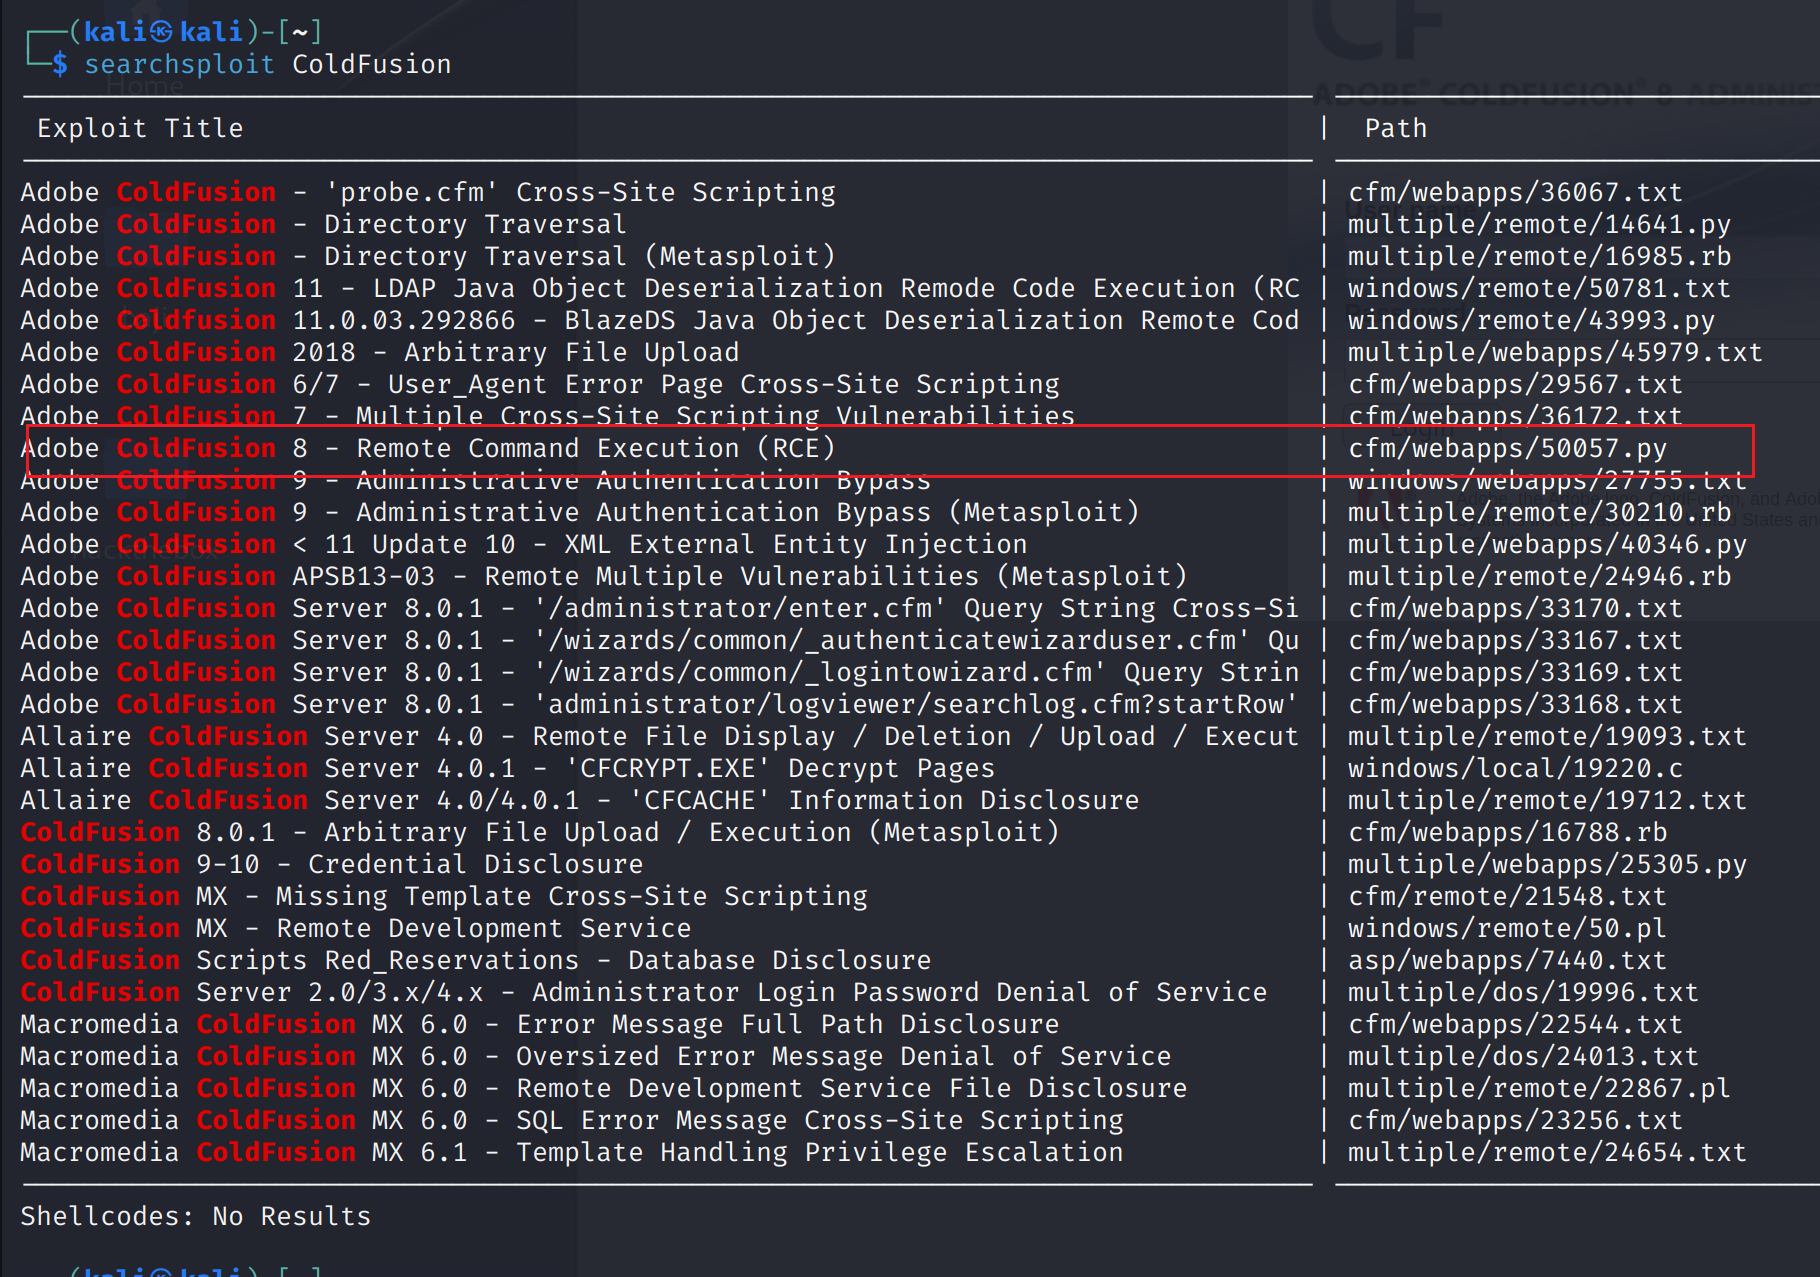 (kali㉿kali)-[~]
$ searchsploit ColdFusion
Home
ADOBE® COLDFUSION® 8 ADMINIS
Exploit Title | Path
Adobe ColdFusion - 'probe.cfm' Cross-Site Scripting | cfm/webapps/36067.txt
Adobe ColdFusion - Directory Traversal | multiple/remote/14641.py
Adobe ColdFusion - Directory Traversal (Metasploit) | multiple/remote/16985.rb
Adobe ColdFusion 11 - LDAP Java Object Deserialization Remode Code Execution (RC | windows/remote/50781.txt
Adobe Coldfusion 11.0.03.292866 - BlazeDS Java Object Deserialization Remote Cod | windows/remote/43993.py
Adobe ColdFusion 2018 - Arbitrary File Upload | multiple/webapps/45979.txt
Adobe ColdFusion 6/7 - User_Agent Error Page Cross-Site Scripting | cfm/webapps/29567.txt
Adobe ColdFusion 7 - Multiple Cross-Site Scripting Vulnerabilities | cfm/webapps/36172.txt
Adobe ColdFusion 8 - Remote Command Execution (RCE) | cfm/webapps/50057.py
Adobe ColdFusion 9 - Administrative Authentication Bypass | windows/webapps/27755.txt
Adobe ColdFusion 9 - Administrative Authentication Bypass (Metasploit) | multiple/remote/30210.rb
Adobe ColdFusion < 11 Update 10 - XML External Entity Injection | multiple/webapps/40346.py
Adobe ColdFusion APSB13-03 - Remote Multiple Vulnerabilities (Metasploit) | multiple/remote/24946.rb
Adobe ColdFusion Server 8.0.1 - '/administrator/enter.cfm' Query String Cross-Si | cfm/webapps/33170.txt
Adobe ColdFusion Server 8.0.1 - '/wizards/common/_authenticatewizarduser.cfm' Qu | cfm/webapps/33167.txt
Adobe ColdFusion Server 8.0.1 - '/wizards/common/_logintowizard.cfm' Query Strin | cfm/webapps/33169.txt
Adobe ColdFusion Server 8.0.1 - 'administrator/logviewer/searchlog.cfm?startRow' | cfm/webapps/33168.txt
Allaire ColdFusion Server 4.0 - Remote File Display / Deletion / Upload / Execut | multiple/remote/19093.txt
Allaire ColdFusion Server 4.0.1 - 'CFCRYPT.EXE' Decrypt Pages | windows/local/19220.c
Allaire ColdFusion Server 4.0/4.0.1 - 'CFCACHE' Information Disclosure | multiple/remote/19712.txt
ColdFusion 8.0.1 - Arbitrary File Upload / Execution (Metasploit) | cfm/webapps/16788.rb
ColdFusion 9-10 - Credential Disclosure | multiple/webapps/25305.py
ColdFusion MX - Missing Template Cross-Site Scripting | cfm/remote/21548.txt
ColdFusion MX - Remote Development Service | windows/remote/50.pl
ColdFusion Scripts Red_Reservations - Database Disclosure | asp/webapps/7440.txt
ColdFusion Server 2.0/3.x/4.x - Administrator Login Password Denial of Service | multiple/dos/19996.txt
Macromedia ColdFusion MX 6.0 - Error Message Full Path Disclosure | cfm/webapps/22544.txt
Macromedia ColdFusion MX 6.0 - Oversized Error Message Denial of Service | multiple/dos/24013.txt
Macromedia ColdFusion MX 6.0 - Remote Development Service File Disclosure | multiple/remote/22867.pl
Macromedia ColdFusion MX 6.0 - SQL Error Message Cross-Site Scripting | cfm/webapps/23256.txt
Macromedia ColdFusion MX 6.1 - Template Handling Privilege Escalation | multiple/remote/24654.txt
Shellcodes: No Results
(kali㉿kali)-[~]